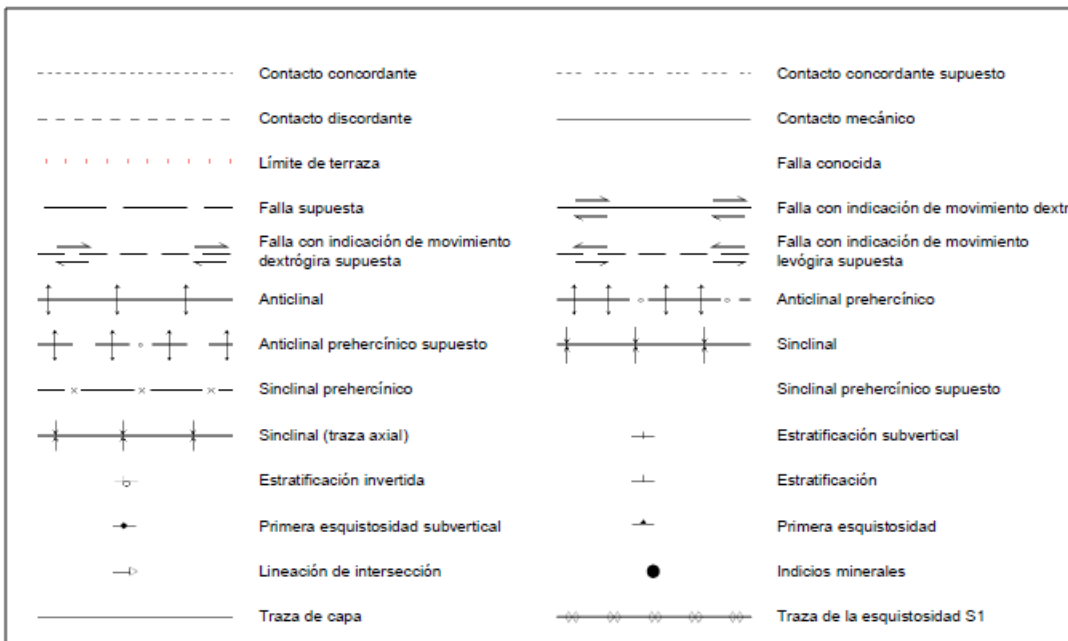 Contacto concordante
Contacto concordante supuesto
Contacto discordante
Contacto mecánico
Límite de terraza
Falla conocida
Falla supuesta
Falla con indicación de movimiento
Falla con indicación de movimiento
dextrógira supuesta
Falla con indicación de movimiento
levógira supuesta
Anticlinal
Anticlinal prehercínico
Anticlinal prehercínico supuesto
Sinclinal
Sinclinal prehercínico
Sinclinal prehercínico supuesto
Sinclinal (traza axial)
Estratificación subvertical
Estratificación invertida
Estratificación
Primera esquistosidad subvertical
Primera esquistosidad
Lineación de intersección
Indicios minerales
Traza de capa
Traza de la esquistosidad S1